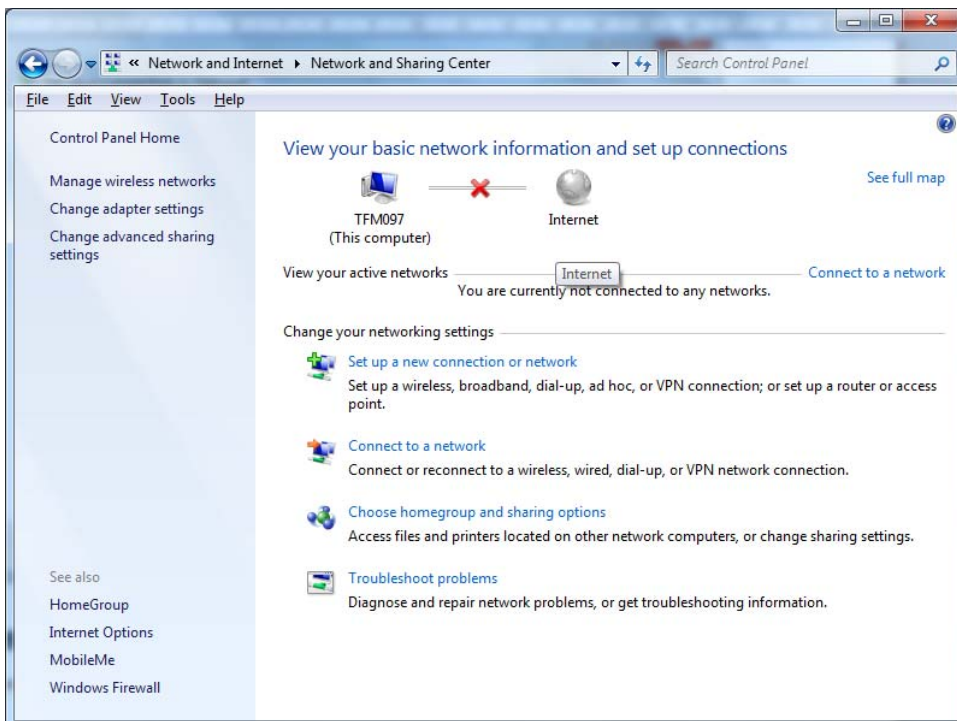 « Network and Internet ▸ Network and Sharing Center
Search Control Panel
File Edit View Tools Help
Control Panel Home
Manage wireless networks
Change adapter settings
Change advanced sharing
settings
View your basic network information and set up connections
See full map
TFM097
(This computer)
Internet
View your active networks
Internet
Connect to a network
You are currently not connected to any networks.
Change your networking settings
Set up a new connection or network
Set up a wireless, broadband, dial-up, ad hoc, or VPN connection; or set up a router or access
point.
Connect to a network
Connect or reconnect to a wireless, wired, dial-up, or VPN network connection.
Choose homegroup and sharing options
Access files and printers located on other network computers, or change sharing settings.
Troubleshoot problems
Diagnose and repair network problems, or get troubleshooting information.
See also
HomeGroup
Internet Options
MobileMe
Windows Firewall